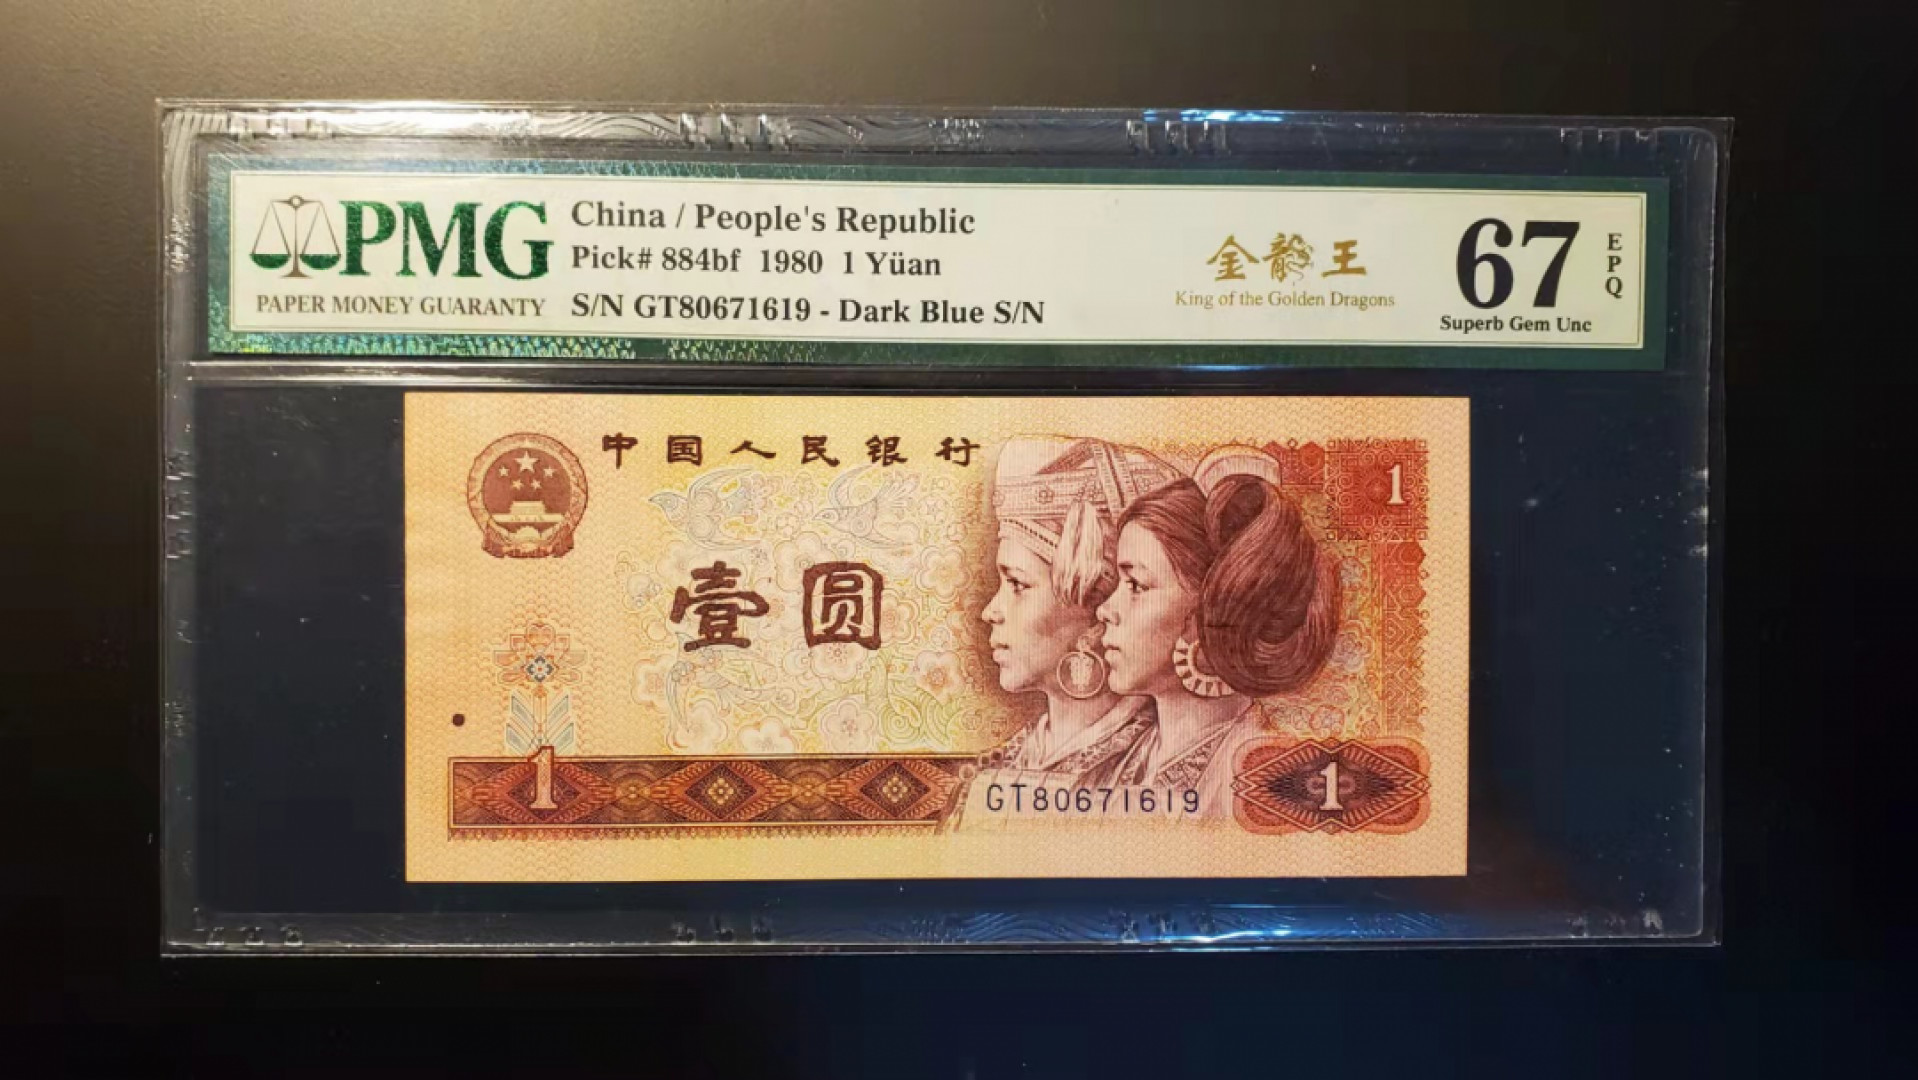 PMG
PAPER MONEY GUARANTY
China / People's Republic
Pick# 884bf 1980 1 Yüan
S/N GT80671619 - Dark Blue S/N
金龍王
King of the Golden Dragons
67
EPQ
Superb Gem Unc
中国人民银行
1
壹圆
1
GT80671619
1